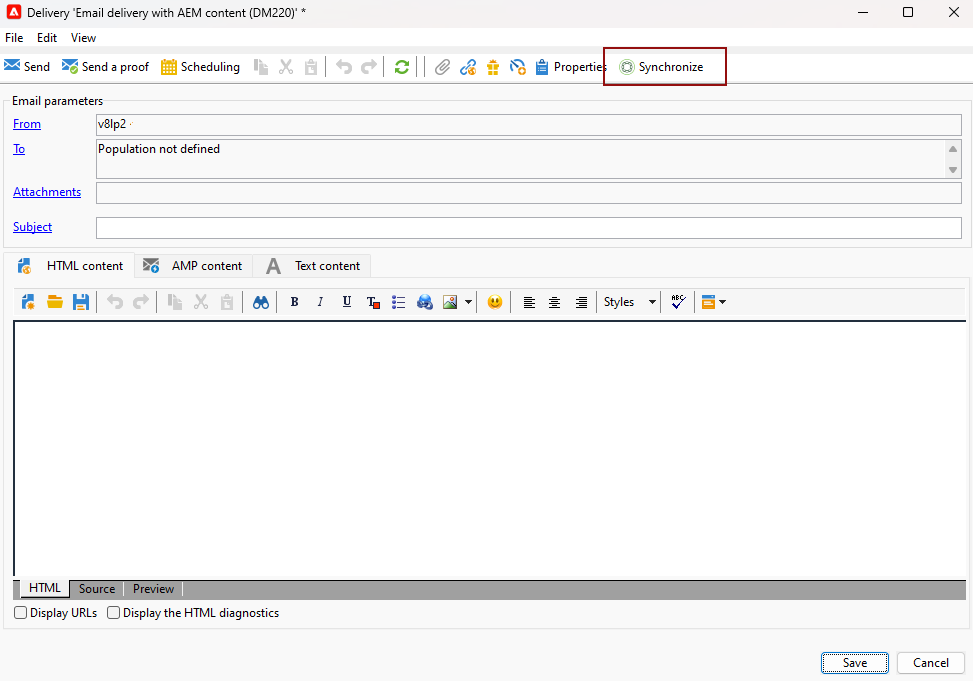 Delivery 'Email delivery with AEM content (DM220)' *
File Edit View
Send Send a proof Scheduling Properties Synchronize
Email parameters
From v8lp2 -
To Population not defined
Attachments
Subject
HTML content AMP content A Text content
B I U T Styles ABC
HTML Source Preview
Display URLs Display the HTML diagnostics
Save Cancel